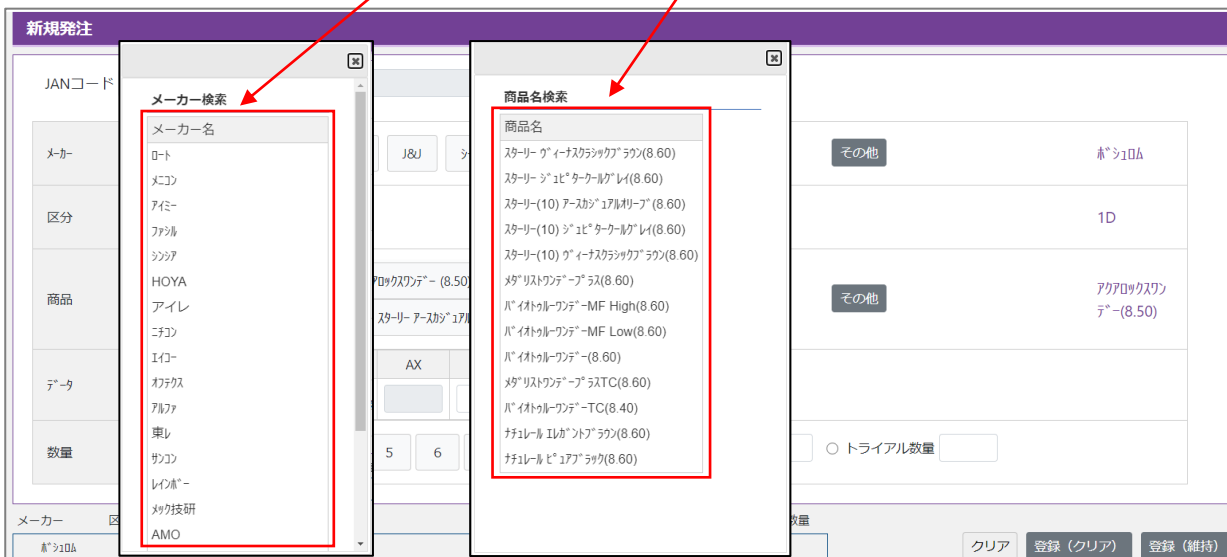 新規発注
JANコード
メーカー検索
メーカー名
ﾛｰﾄ
ﾒﾆｺﾝ
ｱｲﾐｰ
ﾌｧｼﾙ
ｼﾝｼｱ
HOYA
アイレ
ﾆﾁｺﾝ
ｴｲｺｰ
ｵﾌﾃｸｽ
ｱﾙﾌｧ
東ﾚ
ｻﾝｺﾝ
ﾚｲﾝﾎﾞｰ
ﾒｯｸ技研
AMO
商品名検索
商品名
ｽﾀｰﾘｰ ｳﾞｨｰﾅｽｸﾗｼｯｸﾌﾞﾗｳﾝ(8.60)
ｽﾀｰﾘｰ ｼﾞｭﾋﾟﾀｰｸｰﾙｸﾞﾚｲ(8.60)
ｽﾀｰﾘｰ(10) ｱｰｽｶｼﾞｭｱﾙｵﾘｰﾌﾞ(8.60)
ｽﾀｰﾘｰ(10) ｼﾞｭﾋﾟﾀｰｸｰﾙｸﾞﾚｲ(8.60)
ｽﾀｰﾘｰ(10) ｳﾞｨｰﾅｽｸﾗｼｯｸﾌﾞﾗｳﾝ(8.60)
ﾒﾀﾞﾘｽﾄﾜﾝﾃﾞｰﾌﾟﾗｽ(8.60)
ﾊﾞｲｵﾄｩﾙｰﾜﾝﾃﾞｰMF High(8.60)
ﾊﾞｲｵﾄｩﾙｰﾜﾝﾃﾞｰMF Low(8.60)
ﾊﾞｲｵﾄｩﾙｰﾜﾝﾃﾞｰ(8.60)
ﾒﾀﾞﾘｽﾄﾜﾝﾃﾞｰﾌﾟﾗｽTC(8.60)
ﾊﾞｲｵﾄｩﾙｰﾜﾝﾃﾞｰTC(8.40)
ﾅﾁｭﾚｰﾙ ｴﾚｶﾞﾝﾄﾌﾞﾗｳﾝ(8.60)
ﾅﾁｭﾚｰﾙ ﾋﾟｭｱﾌﾞﾗｯｸ(8.60)
ﾒｰｶｰ J&J その他 ﾎﾞｼｭﾛﾑ
区分 1D
商品 ｱﾛｯｸｽﾜﾝﾃﾞｰ (8.50) その他 ｱｸｱﾛｯｸｽﾜﾝ
ｽﾀｰﾘｰ ｱｰｽｶｼﾞｭｱﾙ ﾃﾞｰ(8.50)
ﾃﾞｰﾀ AX
数量 5 6 トライアル数量
メーカー 数量
ﾎﾞｼｭﾛﾑ クリア 登録（クリア） 登録（維持）